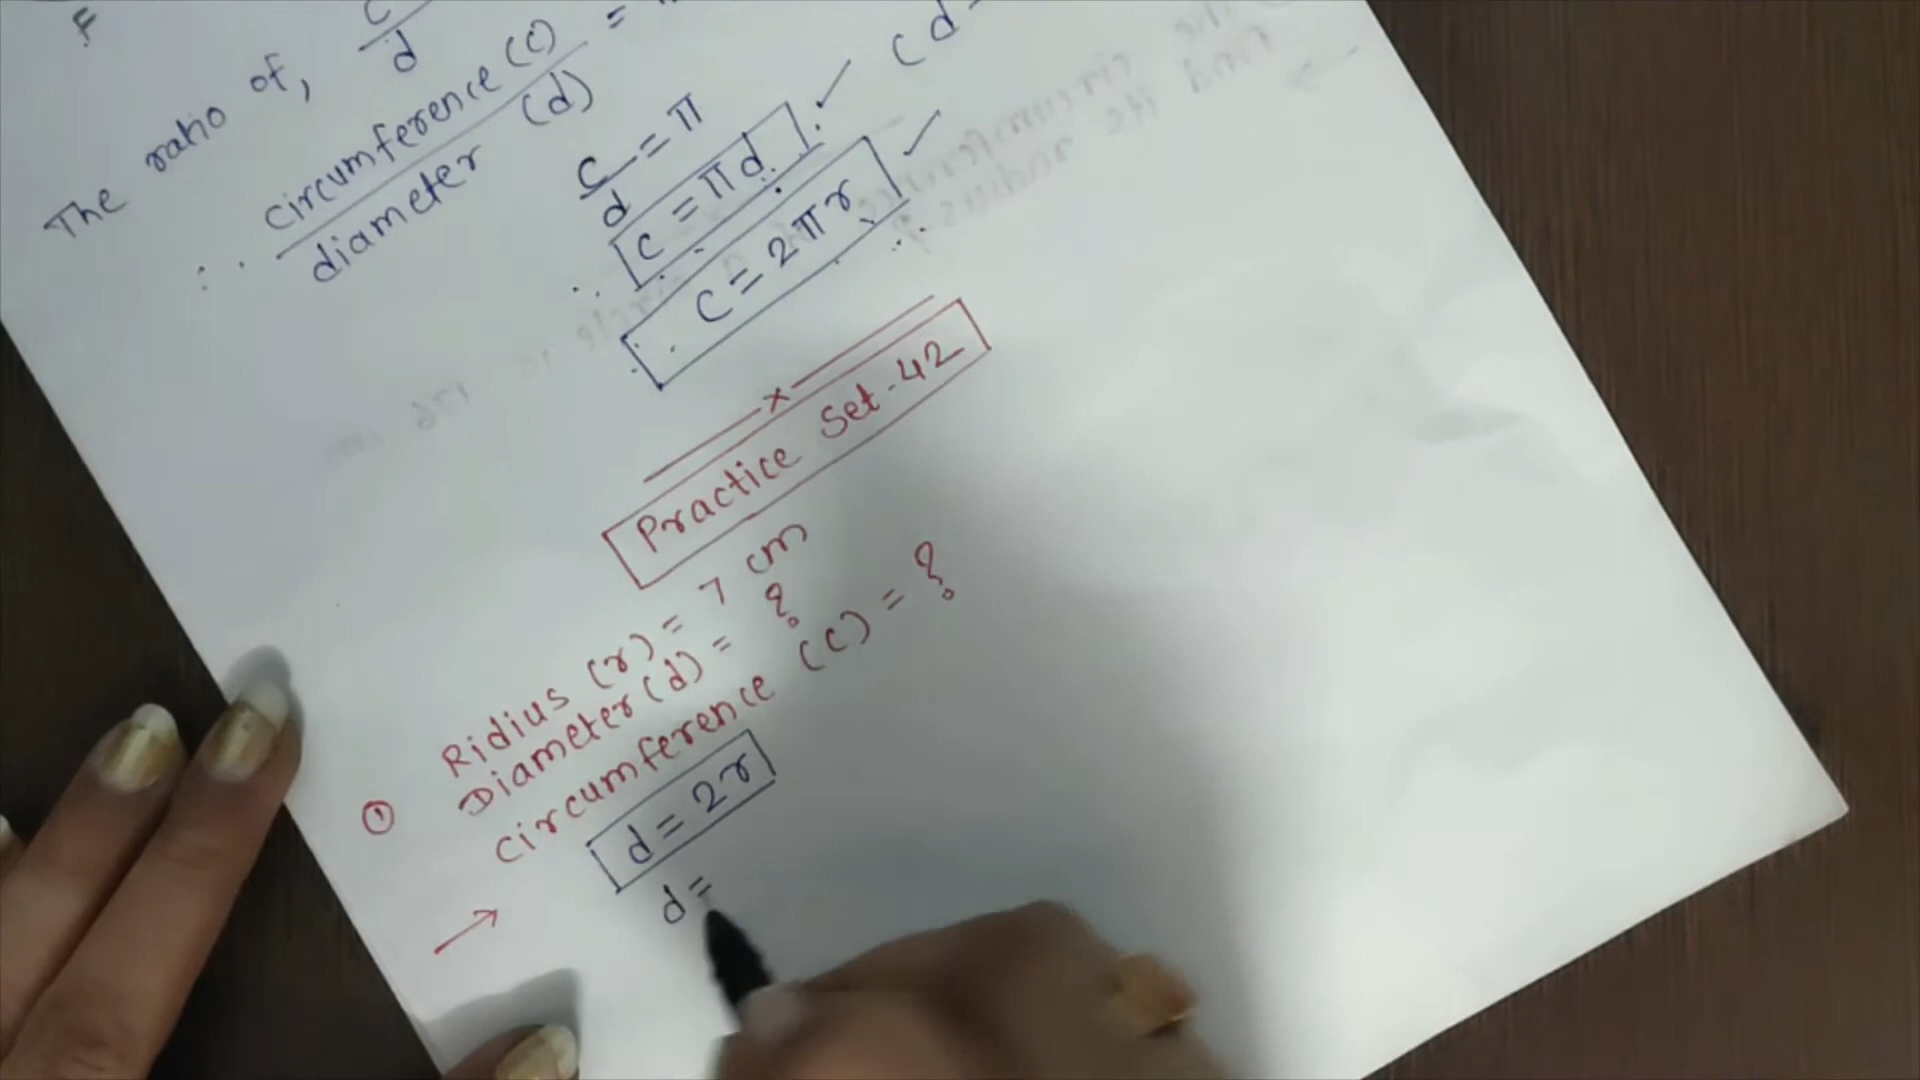 The ratio of, c/d
∴ circumference (c) / diameter (d) =
c/d = π
∴ c = πd
(d
∴ c = 2πr
x
Practice Set-42
① Ridius (r) = 7 cm
Diameter (d) = ?
circumference (c) = ?
→ d = 2r
d =